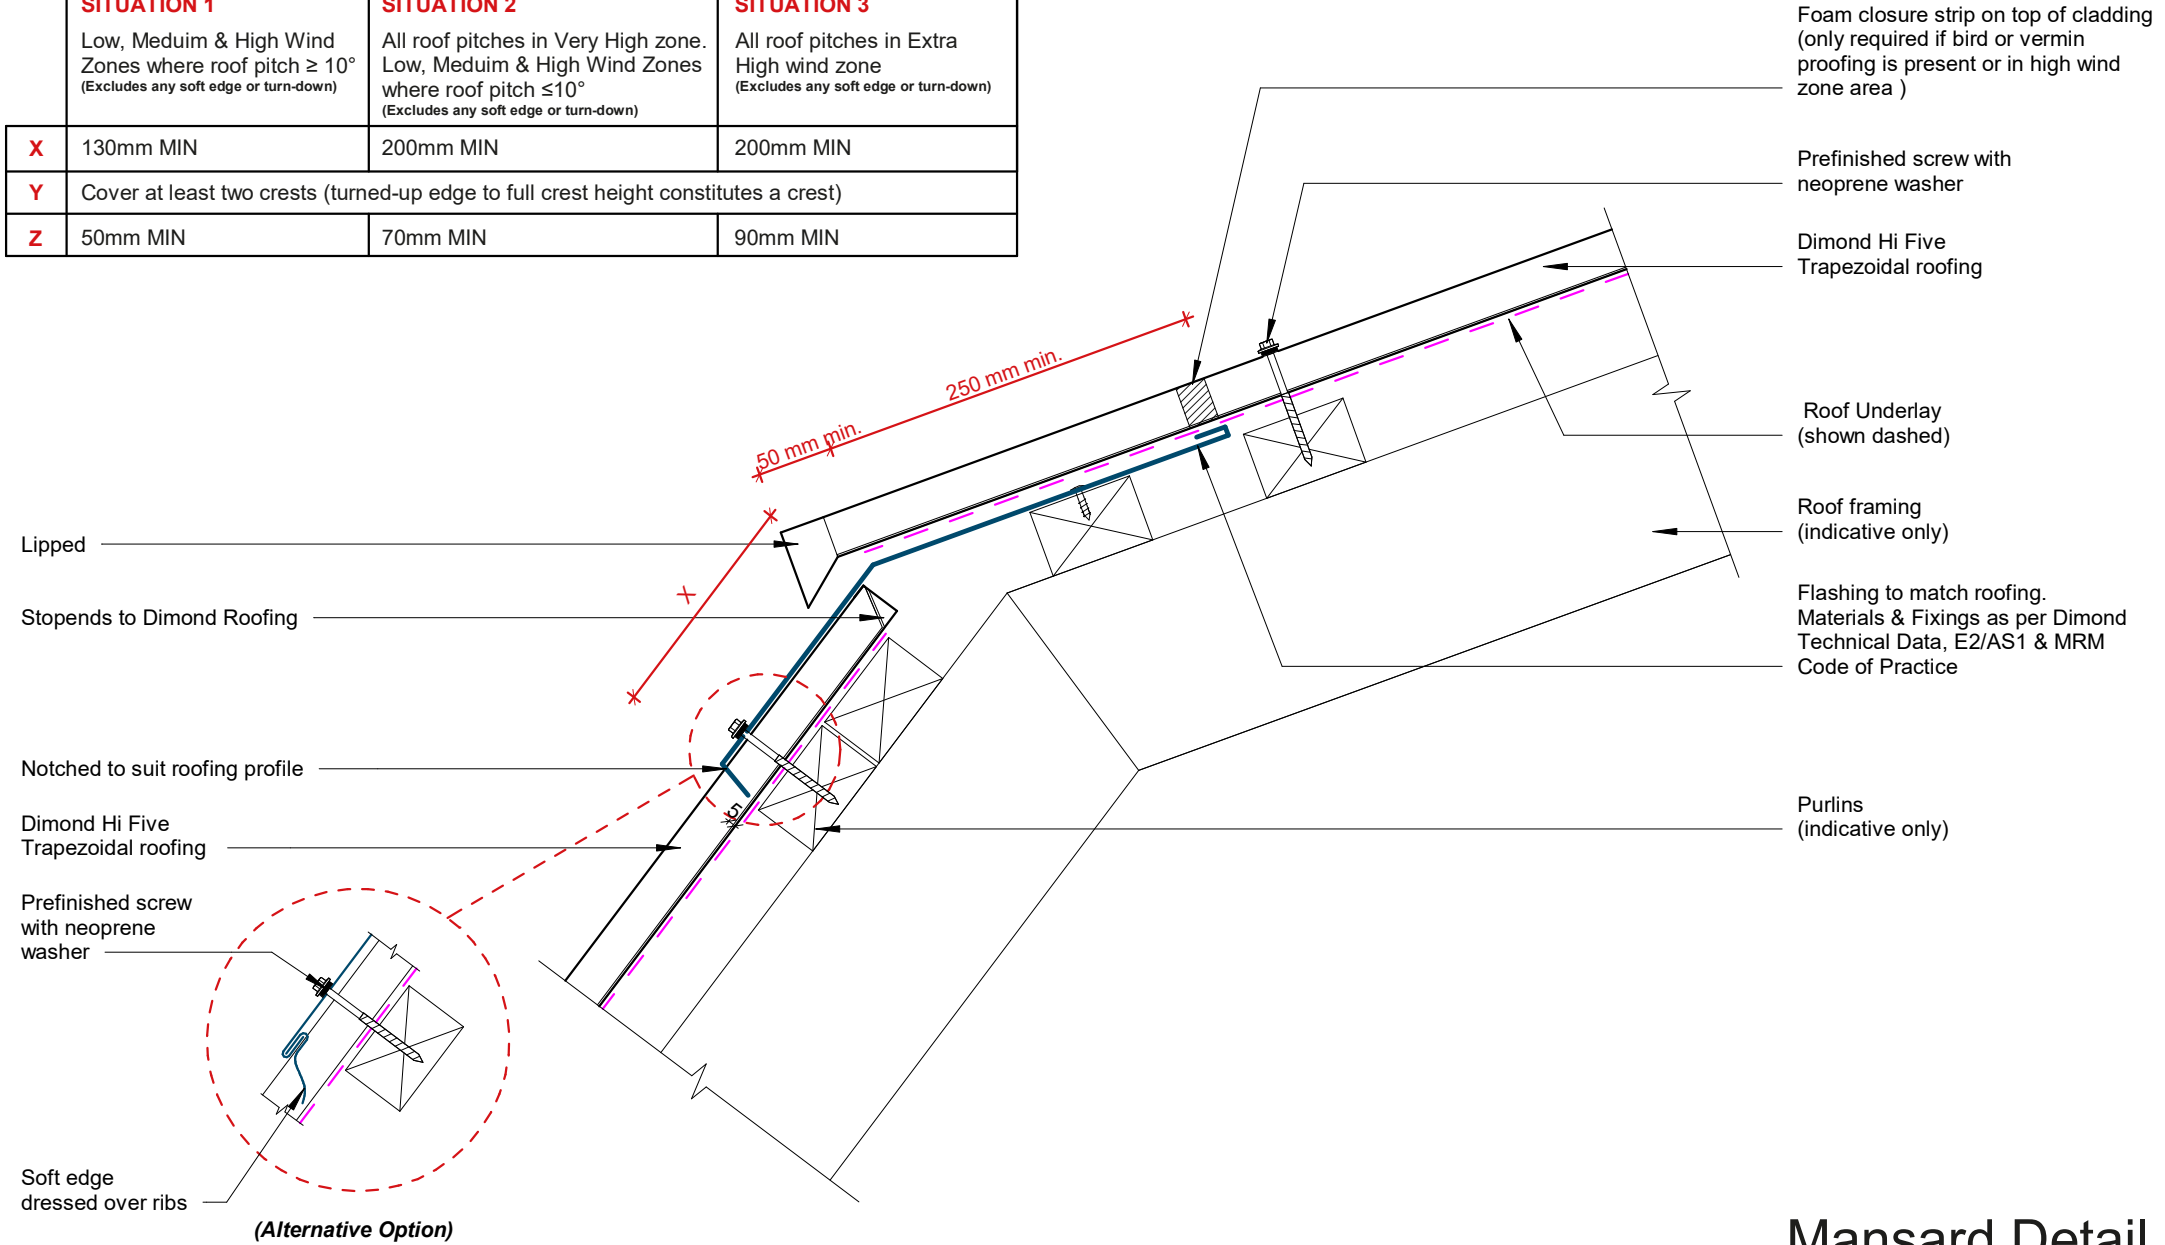 SITUATION 1
Low, Meduim & High Wind
Zones where roof pitch ≥ 10°
(Excludes any soft edge or turn-down)
SITUATION 2
All roof pitches in Very High zone.
Low, Meduim & High Wind Zones
where roof pitch ≤10°
(Excludes any soft edge or turn-down)
SITUATION 3
All roof pitches in Extra
High wind zone
(Excludes any soft edge or turn-down)
X 130mm MIN 200mm MIN 200mm MIN
Y Cover at least two crests (turned-up edge to full crest height constitutes a crest)
Z 50mm MIN 70mm MIN 90mm MIN
Foam closure strip on top of cladding
(only required if bird or vermin
proofing is present or in high wind
zone area )
Prefinished screw with
neoprene washer
Dimond Hi Five
Trapezoidal roofing
Roof Underlay
(shown dashed)
Roof framing
(indicative only)
Flashing to match roofing.
Materials & Fixings as per Dimond
Technical Data, E2/AS1 & MRM
Code of Practice
Purlins
(indicative only)
250 mm min.
50 mm min.
X
5
Lipped
Stopends to Dimond Roofing
Notched to suit roofing profile
Dimond Hi Five
Trapezoidal roofing
Prefinished screw
with neoprene
washer
Soft edge
dressed over ribs
(Alternative Option)
Mansard Detail